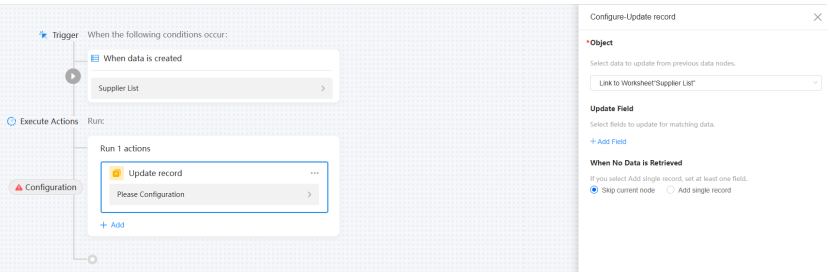 Trigger When the following conditions occur:
When data is created
Supplier List
Execute Actions Run:
Run 1 actions
Update record
Please Configuration
Configuration
+ Add
Configure-Update record
*Object
Select data to update from previous data nodes.
Link to Worksheet"Supplier List"
Update Field
Select fields to update for matching data.
+ Add Field
When No Data is Retrieved
If you select Add single record, set at least one field.
Skip current node Add single record